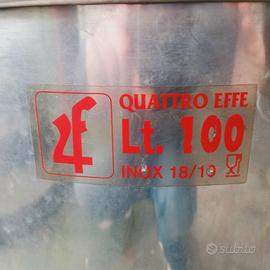 QUATTRO EFFE
4F
Lt. 100
INOX 18/10
subito